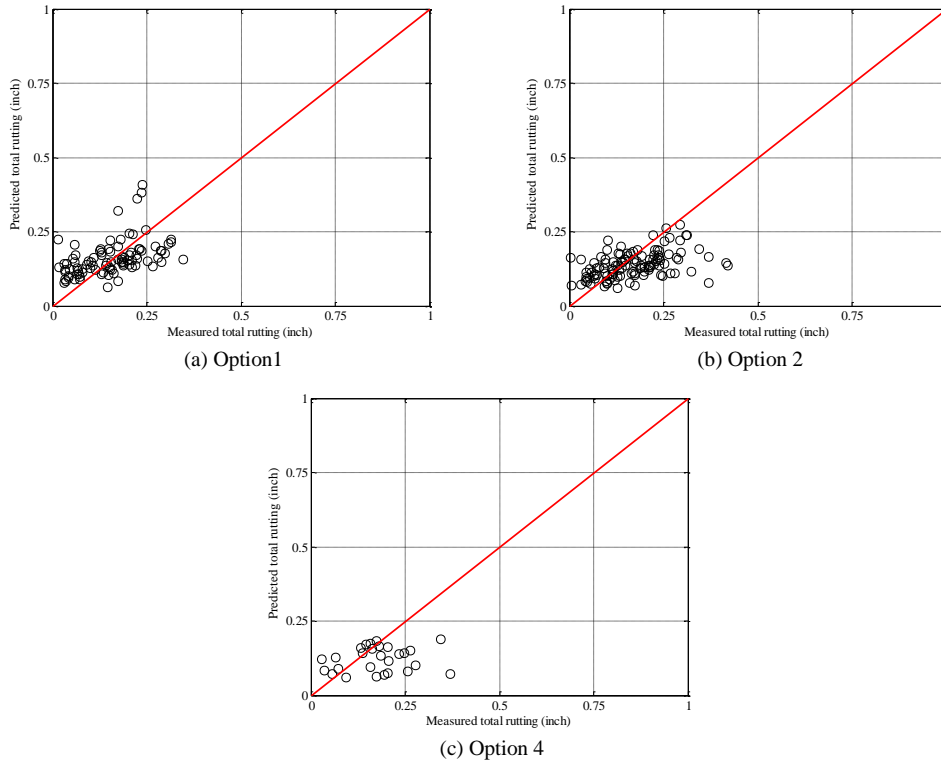 1
0.75
0.5
0.25
0
Predicted total rutting (inch)
0 0.25 0.5 0.75 1
Measured total rutting (inch)
(a) Option1
1
0.75
0.5
0.25
0
Predicted total rutting (inch)
0 0.25 0.5 0.75
Measured total rutting (inch)
(b) Option 2
1
0.75
0.5
0.25
0
Predicted total rutting (inch)
0 0.25 0.5 0.75 1
Measured total rutting (inch)
(c) Option 4